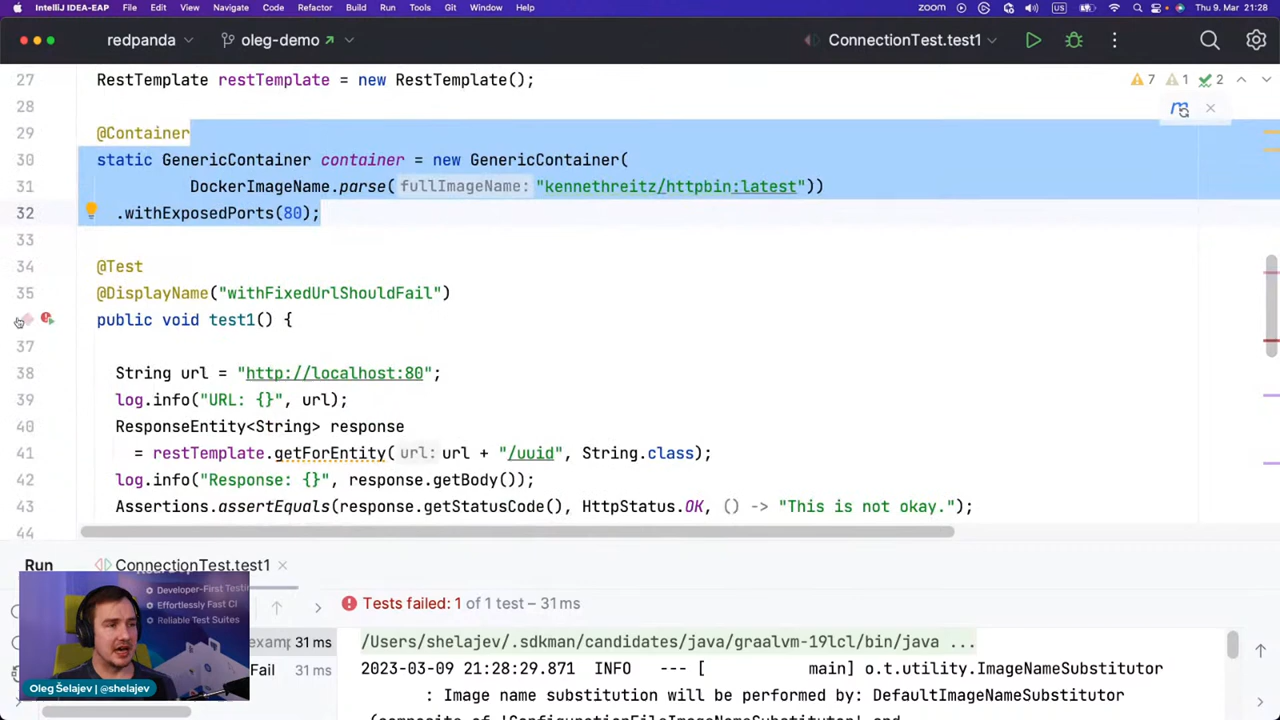 IntelliJ IDEA-EAP File Edit View Navigate Code Refactor Build Run Tools Git Window Help zoom US Thu 9. Mar 21:28
redpanda oleg-demo ConnectionTest.test1
27 RestTemplate restTemplate = new RestTemplate(); 7 1 2
28
29 @Container
30 static GenericContainer container = new GenericContainer(
31 DockerImageName.parse( fullImageName: "kennethreitz/httpbin:latest"))
32 .withExposedPorts(80);
33
34 @Test
35 @DisplayName("withFixedUrlShouldFail")
public void test1() {
37
38 String url = "http://localhost:80";
39 log.info("URL: {}", url);
40 ResponseEntity<String> response
41 = restTemplate.getForEntity( url: url + "/uuid", String.class);
42 log.info("Response: {}", response.getBody());
43 Assertions.assertEquals(response.getStatusCode(), HttpStatus.OK, () -> "This is not okay.");
44
Run ConnectionTest.test1
Developer-First Testin
Effortlessly Fast CI
Reliable Test Suites
Tests failed: 1 of 1 test – 31 ms
examp 31 ms
Fail 31 ms
/Users/shelajev/.sdkman/candidates/java/graalvm-19lcl/bin/java ...
2023-03-09 21:28:29.871 INFO --- [ main] o.t.utility.ImageNameSubstitutor
: Image name substitution will be performed by: DefaultImageNameSubstitutor
Oleg Šelajev | @shelajev